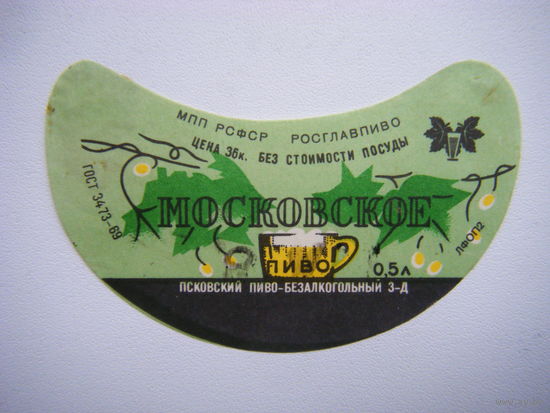 МПП РСФСР РОСГЛАВПИВО
ЦЕНА 36к. БЕЗ СТОИМОСТИ ПОСУДЫ
ГОСТ 3473-69
МОСКОВСКОЕ
ПИВО
0,5л
ЛФОП2
ПСКОВСКИЙ ПИВО-БЕЗАЛКОГОЛЬНЫЙ З-Д